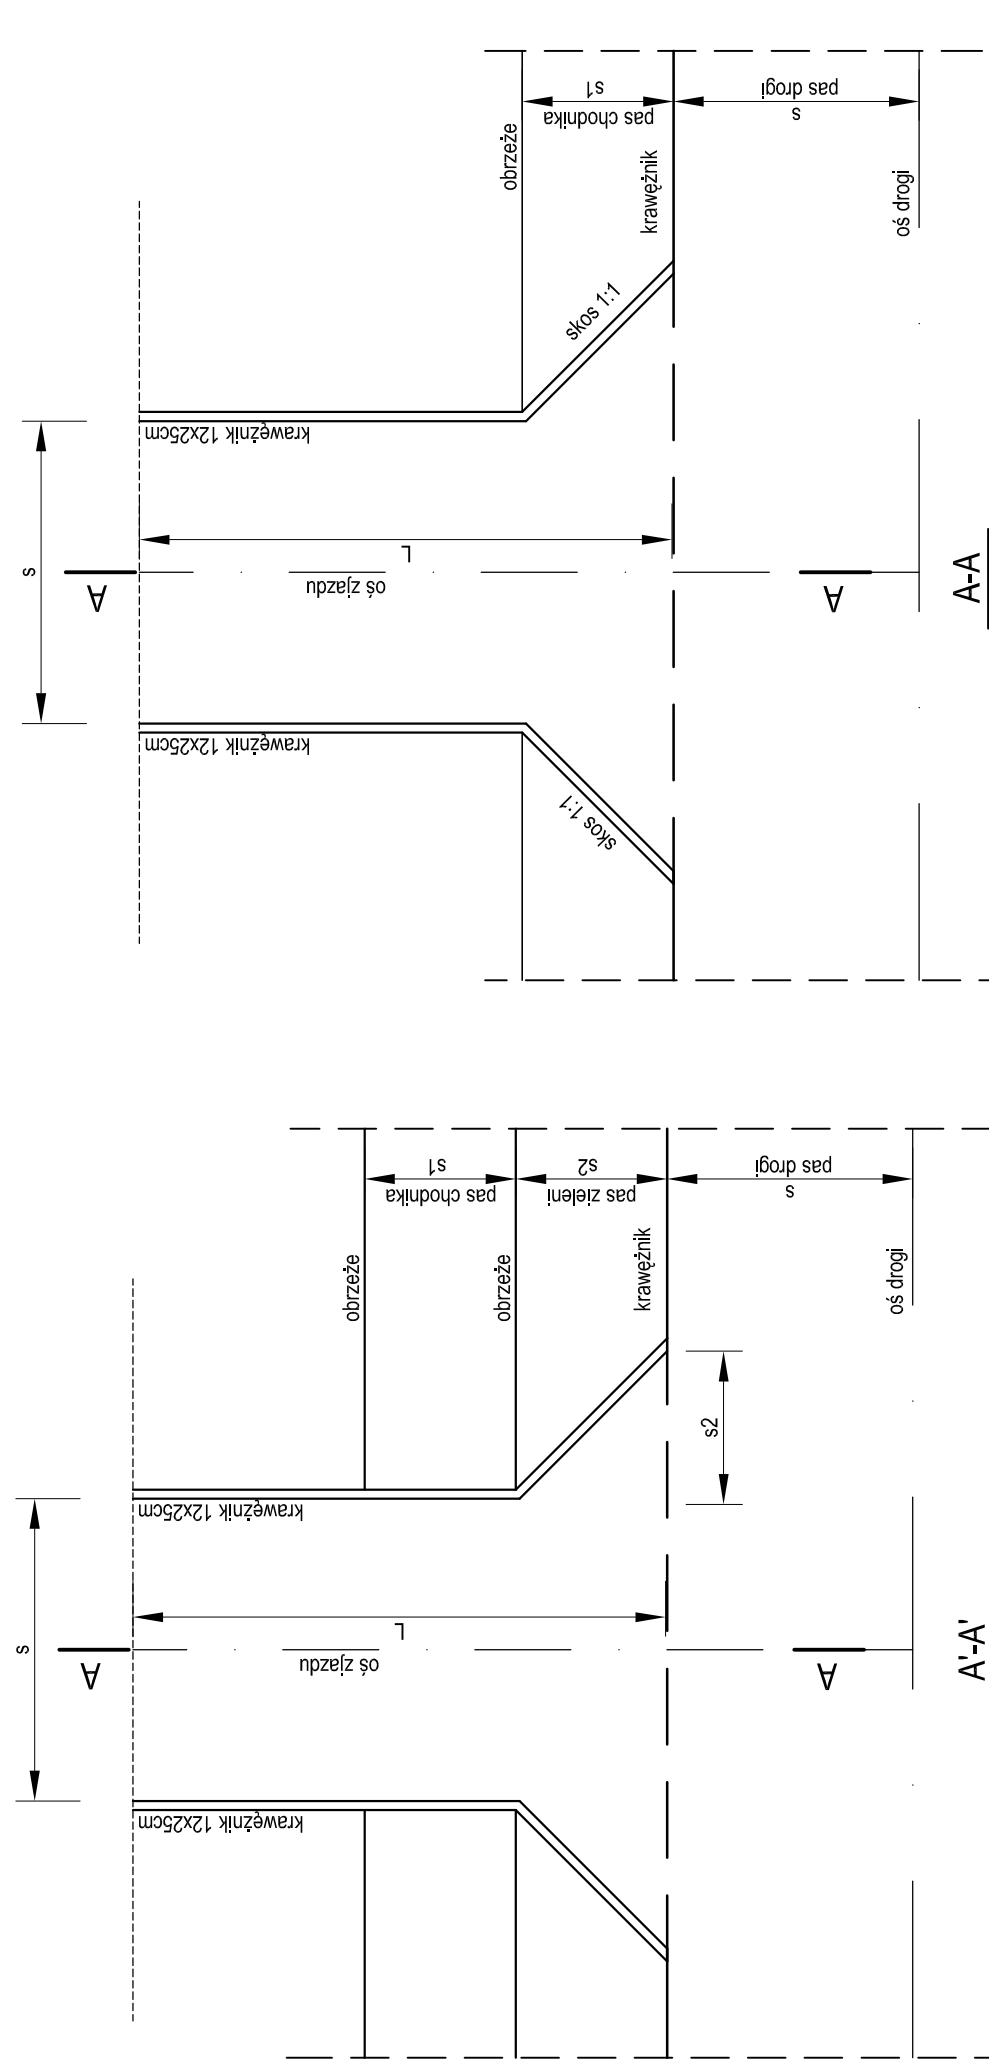 s
A
krawężnik 12x25cm
krawężnik 12x25cm
L
oś zjazdu
obrzeże
pas chodnika
s1
krawężnik
skos 1:1
skos 1:1
pas drogi
s
oś drogi
A
A-A
s
A
krawężnik 12x25cm
krawężnik 12x25cm
L
oś zjazdu
obrzeże
pas chodnika
s1
obrzeże
pas zieleni
s2
krawężnik
s2
pas drogi
s
oś drogi
A
A'-A'